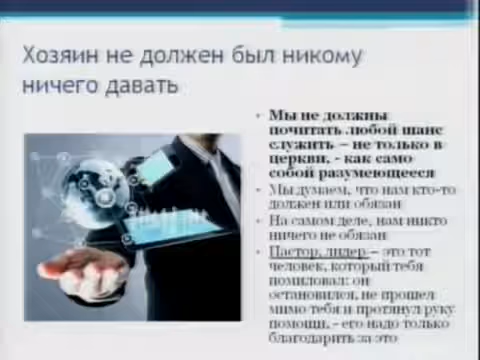 Хозяин не должен был никому
ничего давать
• Мы не должны
почитать любой шанс
служить – не только в
церкви, - как само
собой разумеющееся
• Мы думаем, что нам кто-то
должен или обязан
• На самом деле, нам никто
ничего не обязан
• Пастор, лидер – это тот
человек, который тебя
помиловал: он
остановился, не прошел
мимо тебя и протянул руку
помощи, - его надо только
благодарить за это